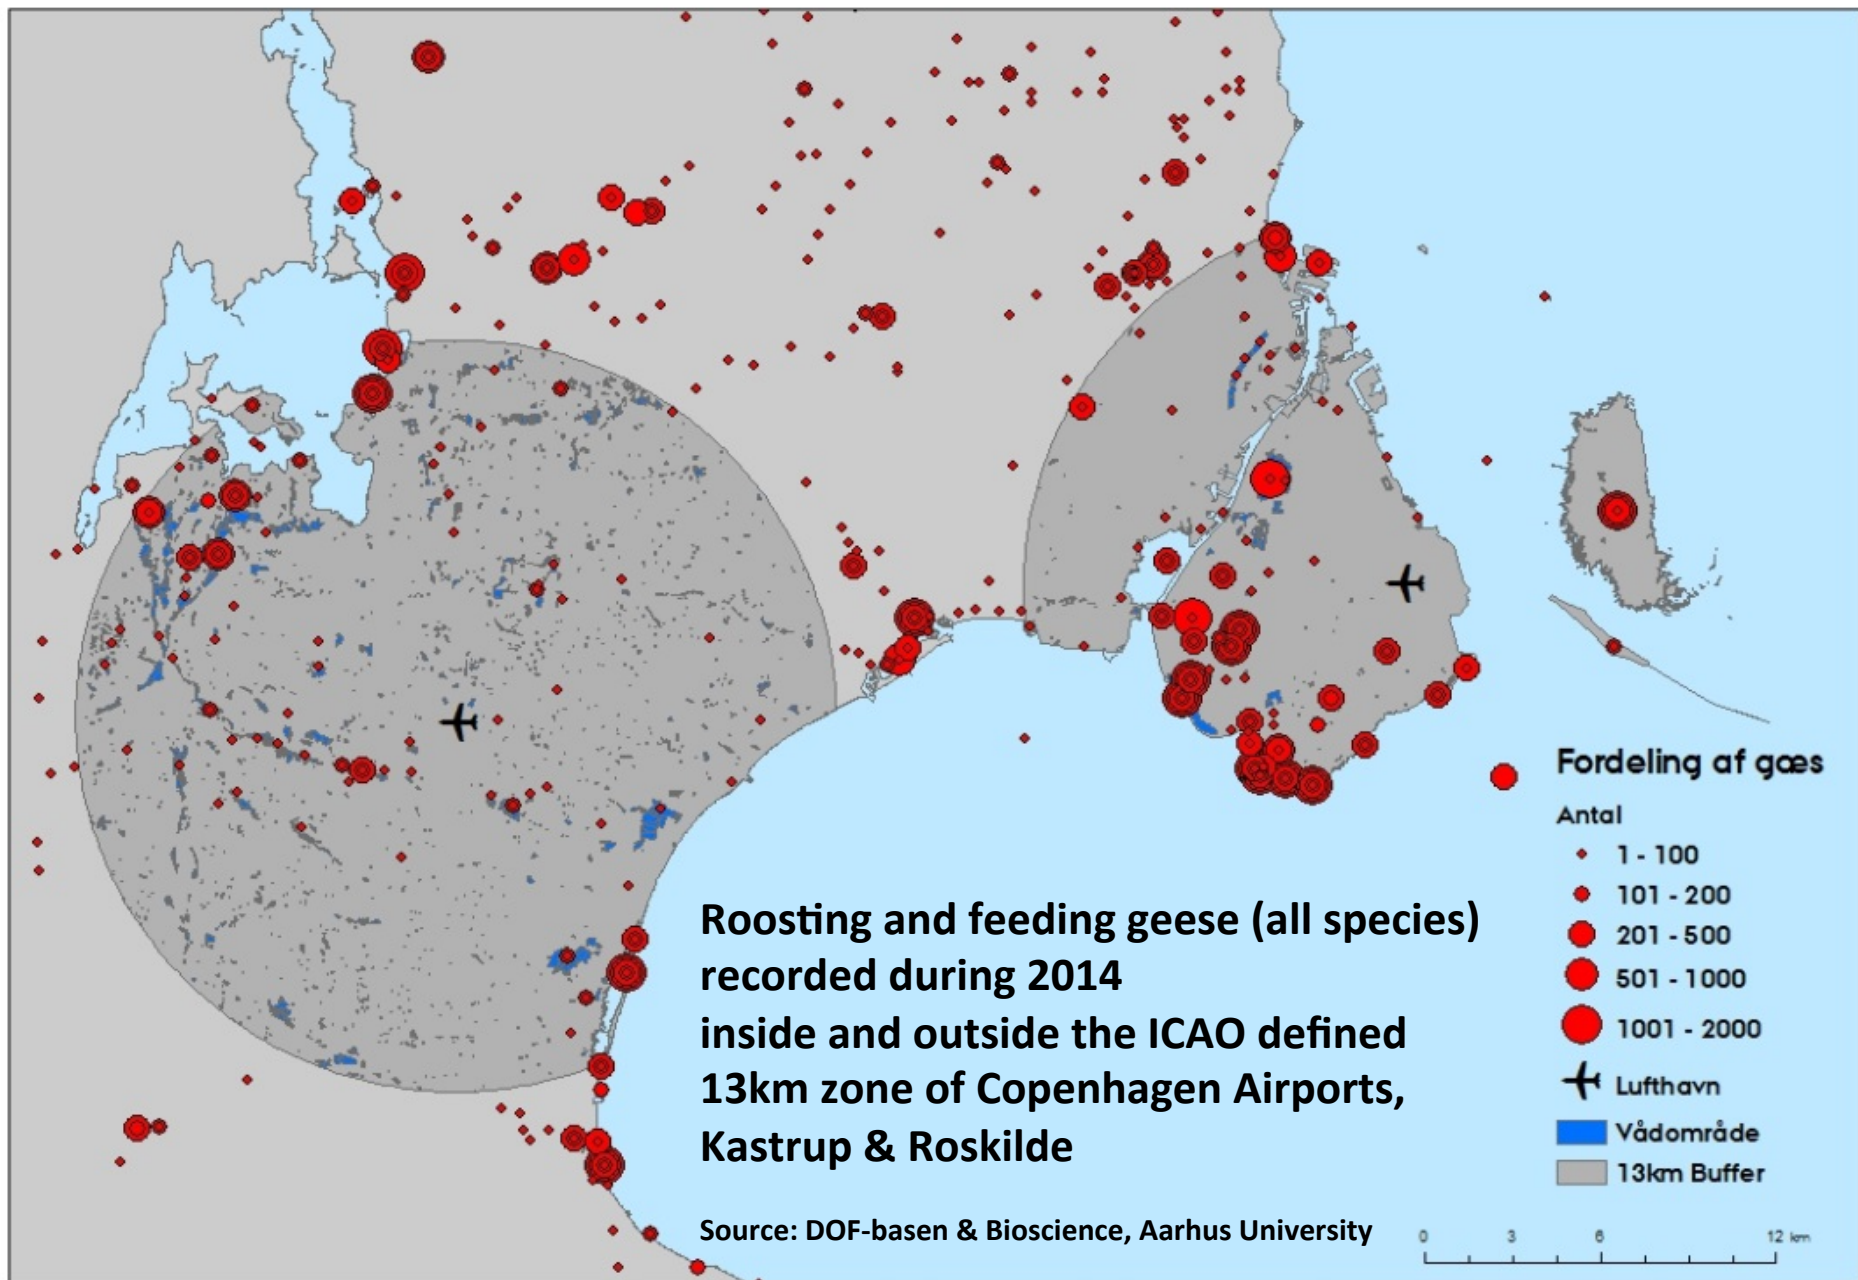 Fordeling af gæs
Antal
1 - 100
101 - 200
201 - 500
501 - 1000
1001 - 2000
Lufthavn
Vådområde
13km Buffer
Roosting and feeding geese (all species)
recorded during 2014
inside and outside the ICAO defined
13km zone of Copenhagen Airports,
Kastrup & Roskilde
Source: DOF-basen & Bioscience, Aarhus University
0 3 6 12 km